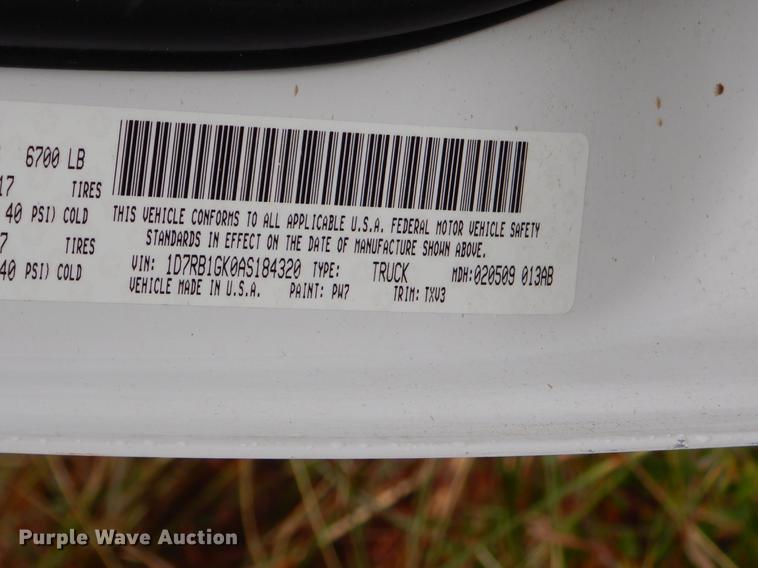 6700 LB
17 TIRES
40 PSI) COLD
7 TIRES
40 PSI) COLD
THIS VEHICLE CONFORMS TO ALL APPLICABLE U.S.A. FEDERAL MOTOR VEHICLE SAFETY
STANDARDS IN EFFECT ON THE DATE OF MANUFACTURE SHOWN ABOVE.
VIN: 1D7RB1GK0AS184320 TYPE: TRUCK MDH:020509 013AB
VEHICLE MADE IN U.S.A. PAINT: PW7 TRIM: TXV3
Purple Wave Auction